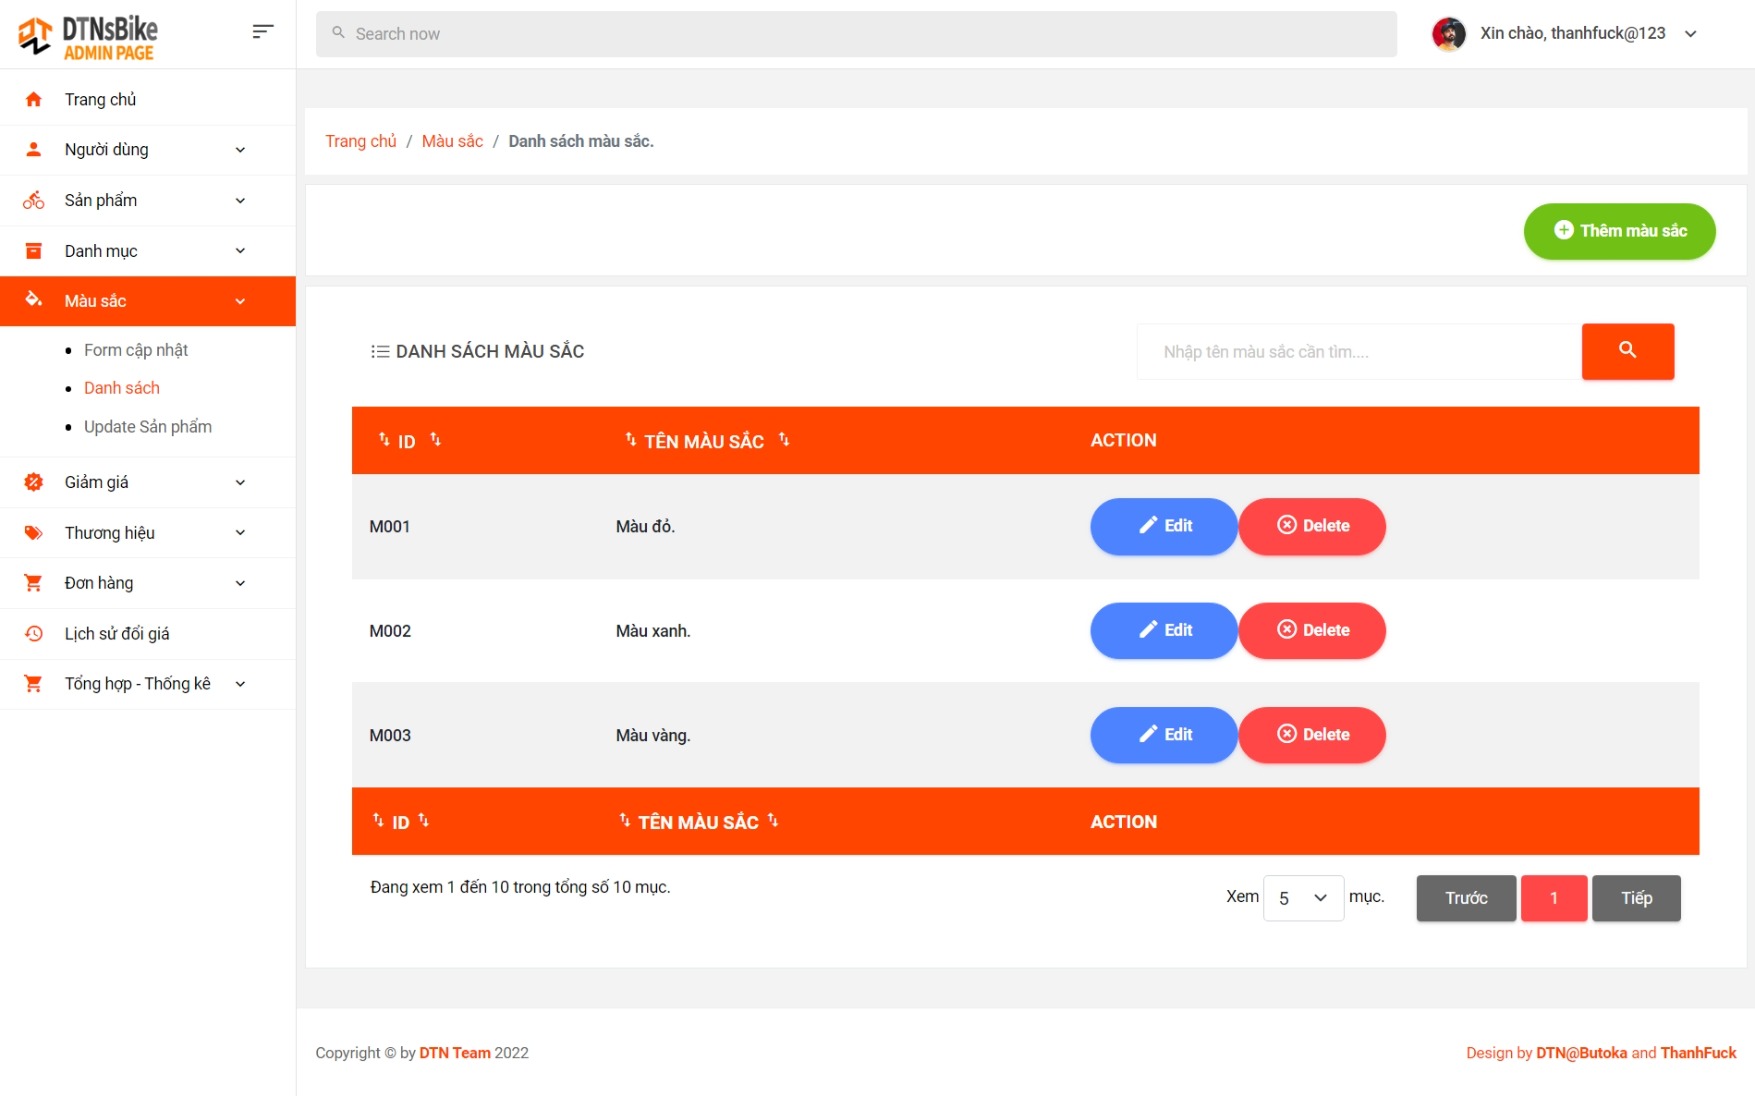 DTNsBike
ADMIN PAGE
Search now
Xin chào, thanhfuck@123
Trang chủ
Người dùng
Sản phẩm
Danh mục
Màu sắc
Form cập nhật
Danh sách
Update Sản phẩm
Giảm giá
Thương hiệu
Đơn hàng
Lịch sử đổi giá
Tổng hợp - Thống kê
Trang chủ / Màu sắc / Danh sách màu sắc.
Thêm màu sắc
DANH SÁCH MÀU SẮC
Nhập tên màu sắc cần tìm....
ID TÊN MÀU SẮC ACTION
M001 Màu đỏ. Edit Delete
M002 Màu xanh. Edit Delete
M003 Màu vàng. Edit Delete
ID TÊN MÀU SẮC ACTION
Đang xem 1 đến 10 trong tổng số 10 mục.
Xem 5 mục. Trước 1 Tiếp
Copyright © by DTN Team 2022
Design by DTN@Butoka and ThanhFuck